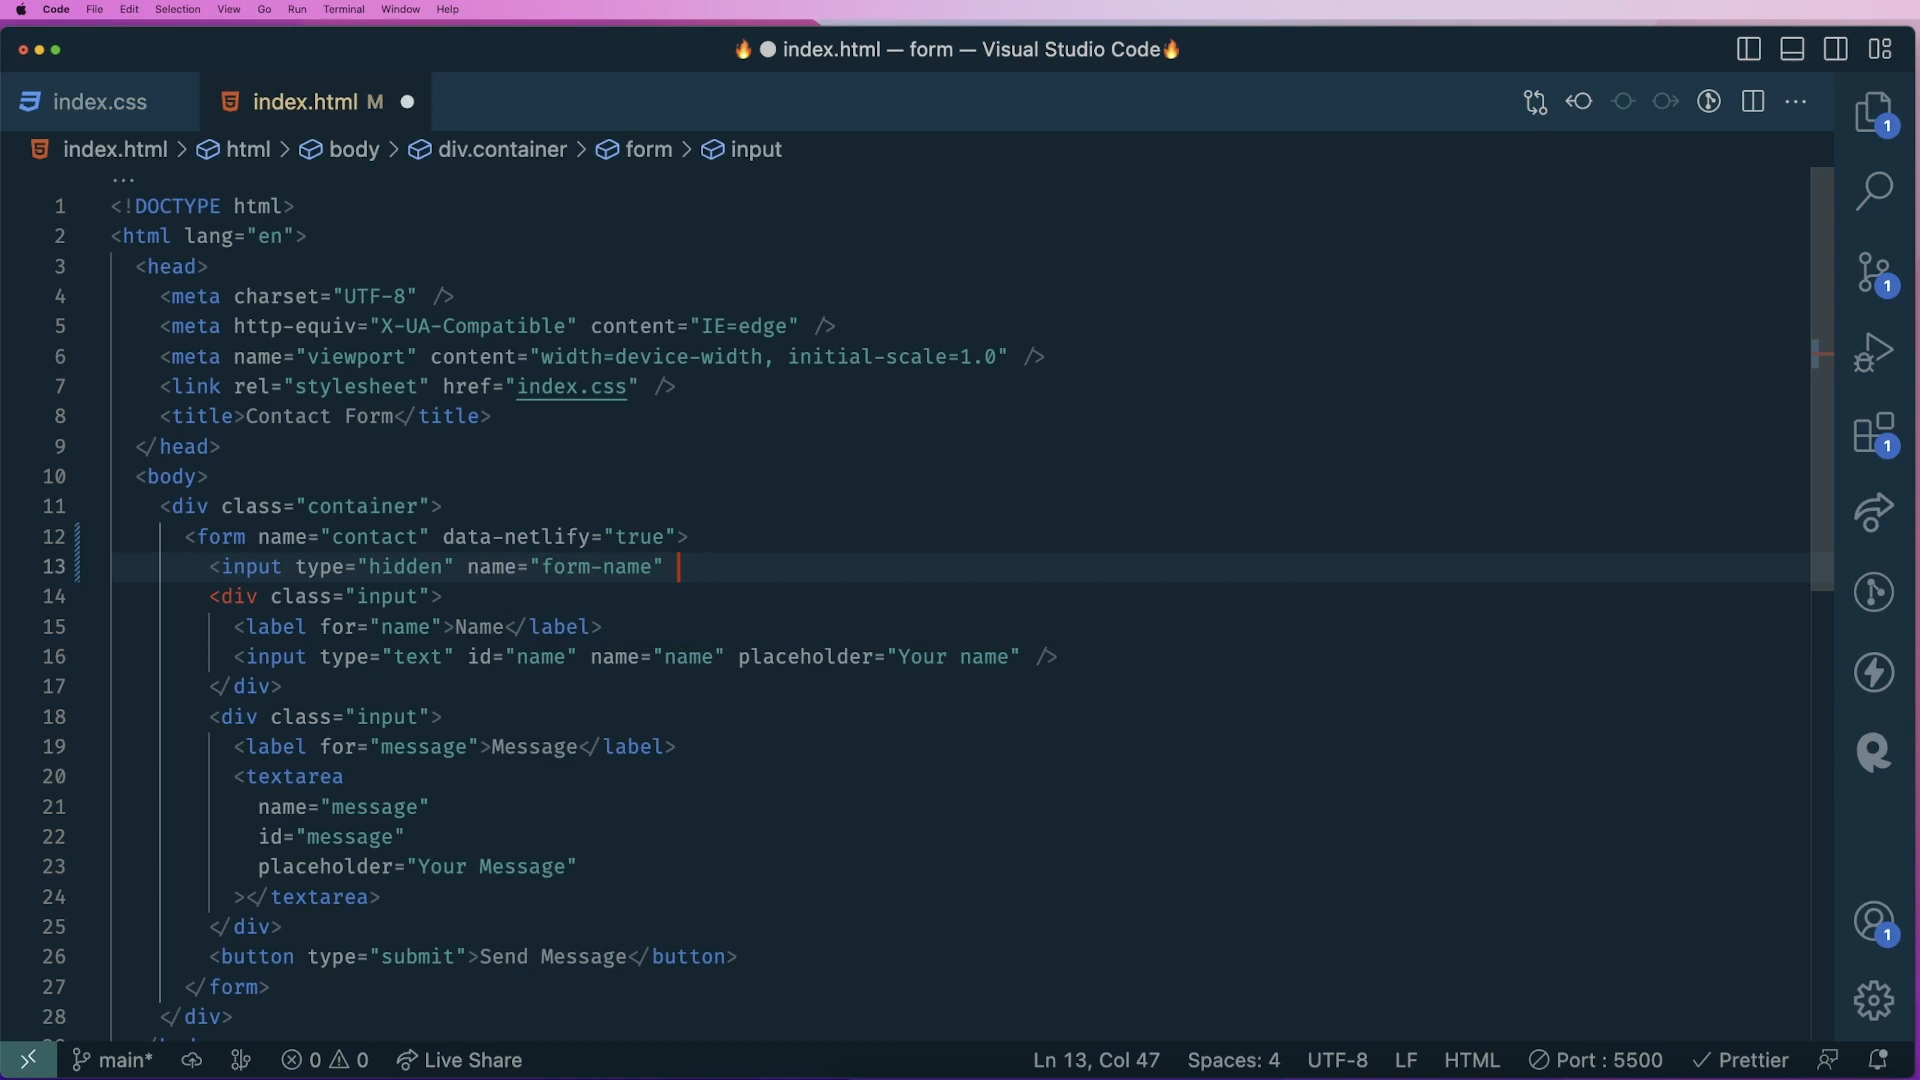 Code File Edit Selection View Go Run Terminal Window Help
index.html — form — Visual Studio Code
index.css
index.html M
index.html > html > body > div.container > form > input
...
1 <!DOCTYPE html>
2 <html lang="en">
3 <head>
4 <meta charset="UTF-8" />
5 <meta http-equiv="X-UA-Compatible" content="IE=edge" />
6 <meta name="viewport" content="width=device-width, initial-scale=1.0" />
7 <link rel="stylesheet" href="index.css" />
8 <title>Contact Form</title>
9 </head>
10 <body>
11 <div class="container">
12 <form name="contact" data-netlify="true">
13 <input type="hidden" name="form-name"
14 <div class="input">
15 <label for="name">Name</label>
16 <input type="text" id="name" name="name" placeholder="Your name" />
17 </div>
18 <div class="input">
19 <label for="message">Message</label>
20 <textarea
21 name="message"
22 id="message"
23 placeholder="Your Message"
24 ></textarea>
25 </div>
26 <button type="submit">Send Message</button>
27 </form>
28 </div>
1
1
1
1
main* 0 0 Live Share Ln 13, Col 47 Spaces: 4 UTF-8 LF HTML Port : 5500 Prettier